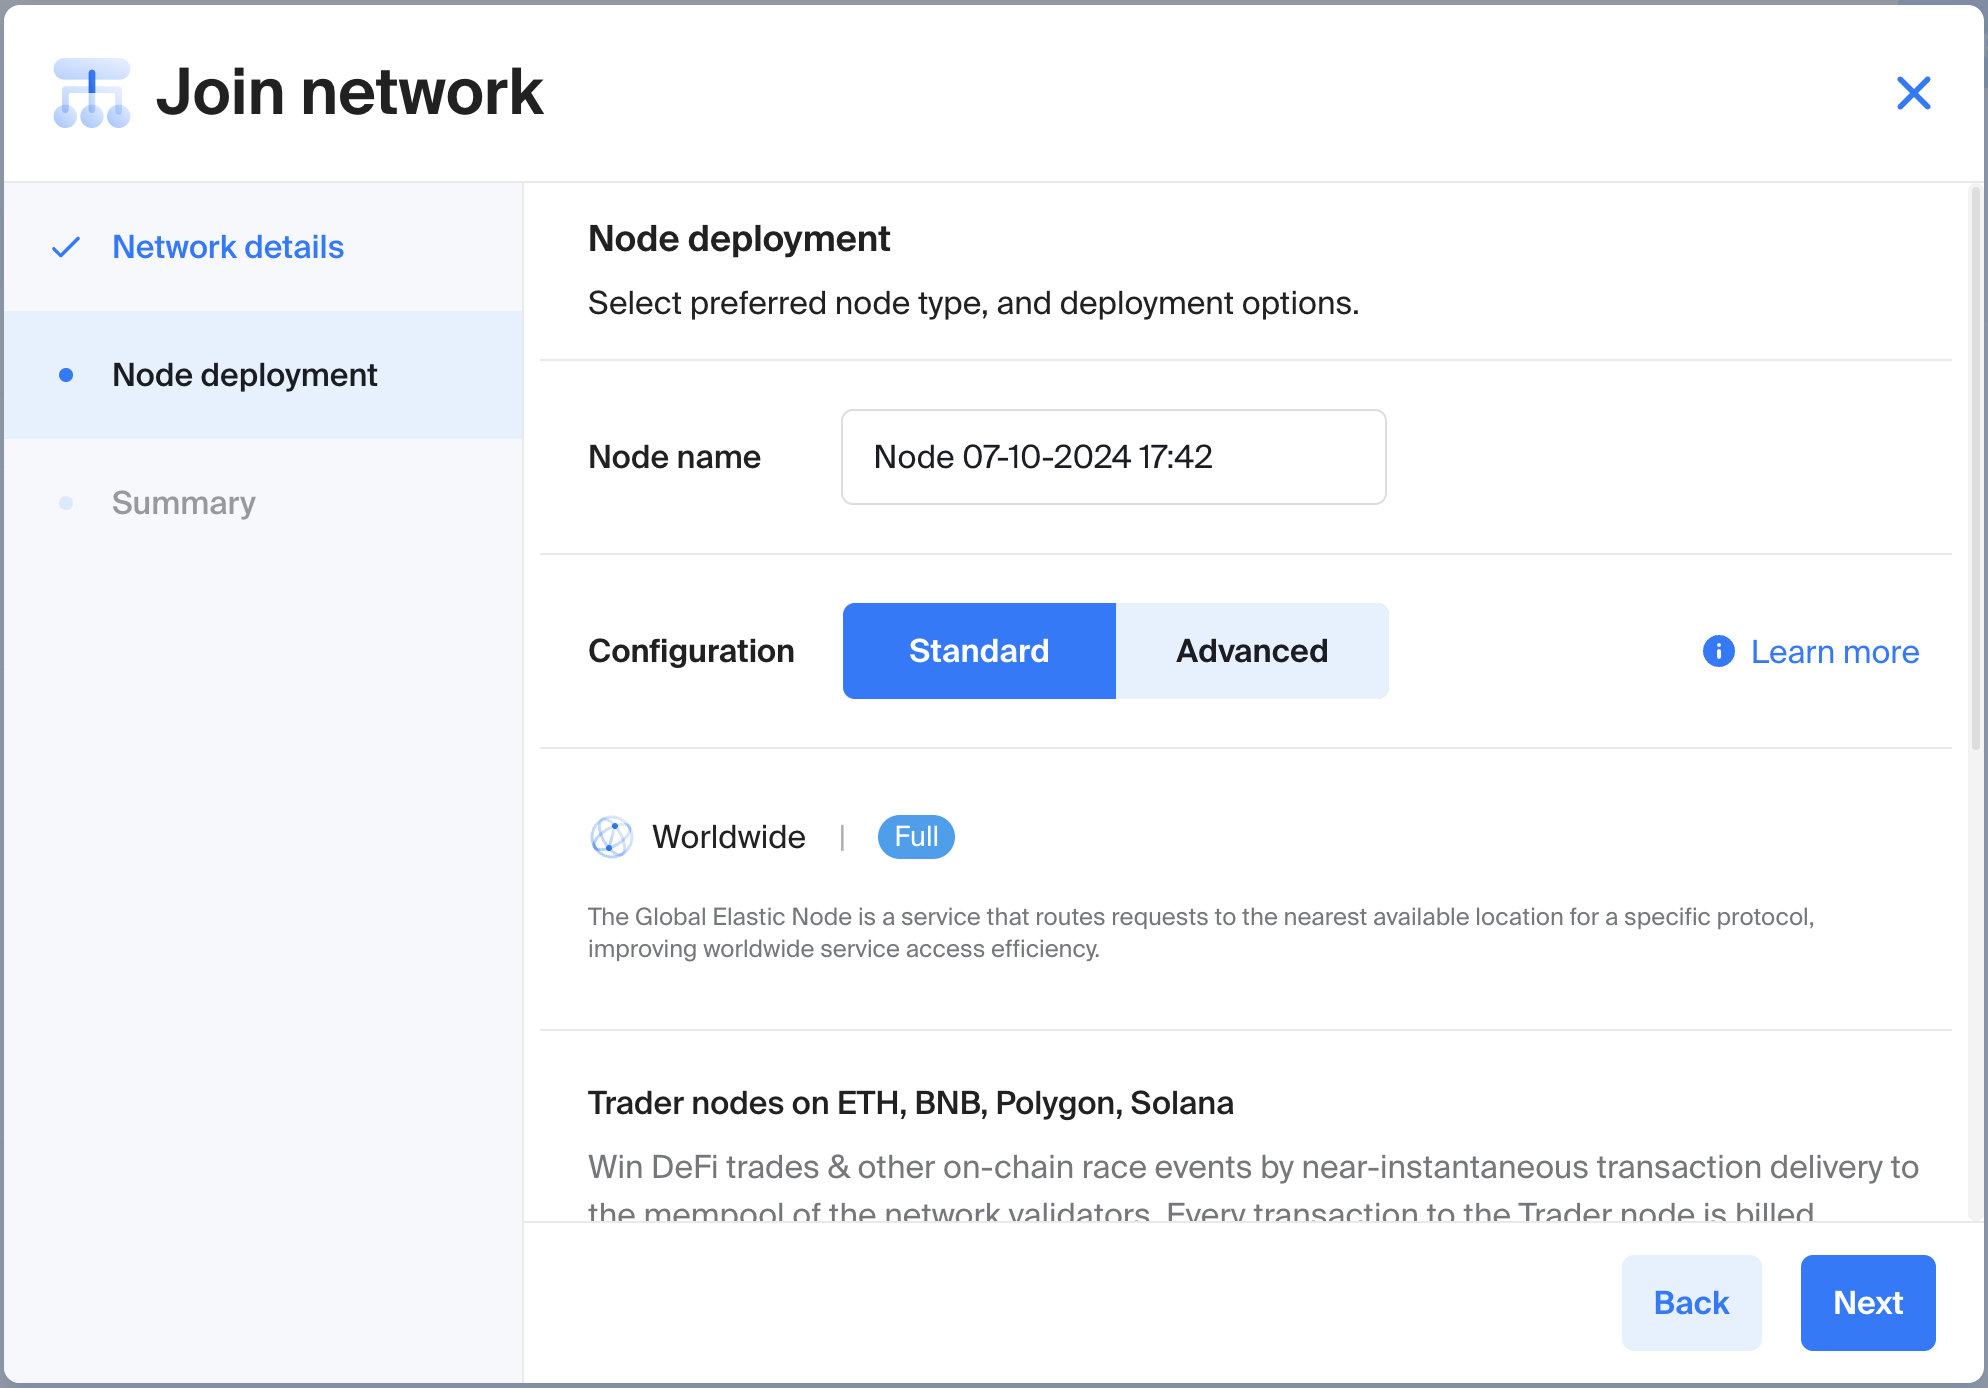 Join network
Network details
Node deployment
Summary
Node deployment
Select preferred node type, and deployment options.
Node name
Node 07-10-2024 17:42
Configuration
Standard
Advanced
Learn more
Worldwide
|
Full
The Global Elastic Node is a service that routes requests to the nearest available location for a specific protocol,
improving worldwide service access efficiency.
Trader nodes on ETH, BNB, Polygon, Solana
Win DeFi trades & other on-chain race events by near-instantaneous transaction delivery to
the mempool of the network validators. Every transaction to the Trader node is billed
Back
Next